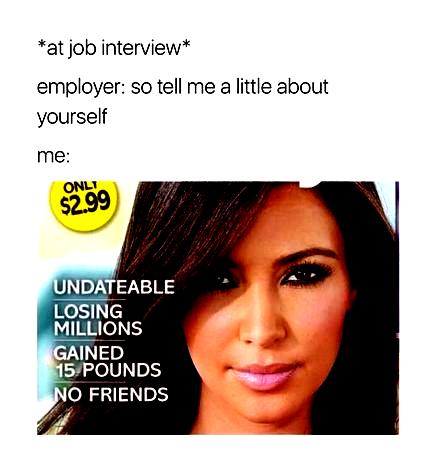 *at job interview*
employer: so tell me a little about
yourself
me:
ONLY
$2.99
UNDATEABLE
LOSING
MILLIONS
GAINED
15 POUNDS
NO FRIENDS